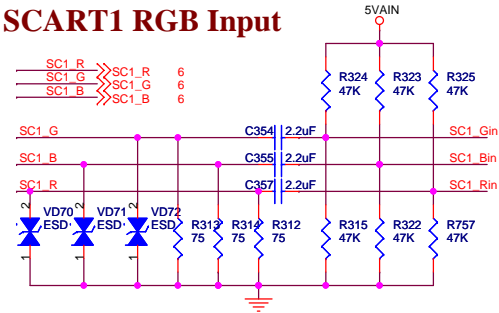 SCART1 RGB Input
5VAIN
SC1_R SC1_R 6
SC1_G SC1_G 6
SC1_B SC1_B 6
R324 R323 R325
47K 47K 47K
SC1_G C354 2.2uF SC1_Gin
SC1_B C355 2.2uF SC1_Bin
SC1_R C357 2.2uF SC1_Rin
2 2 2
VD70 VD71 VD72
ESD ESD ESD
R313 R314 R312
75 75 75
R315 R322 R757
47K 47K 47K
1 1 1